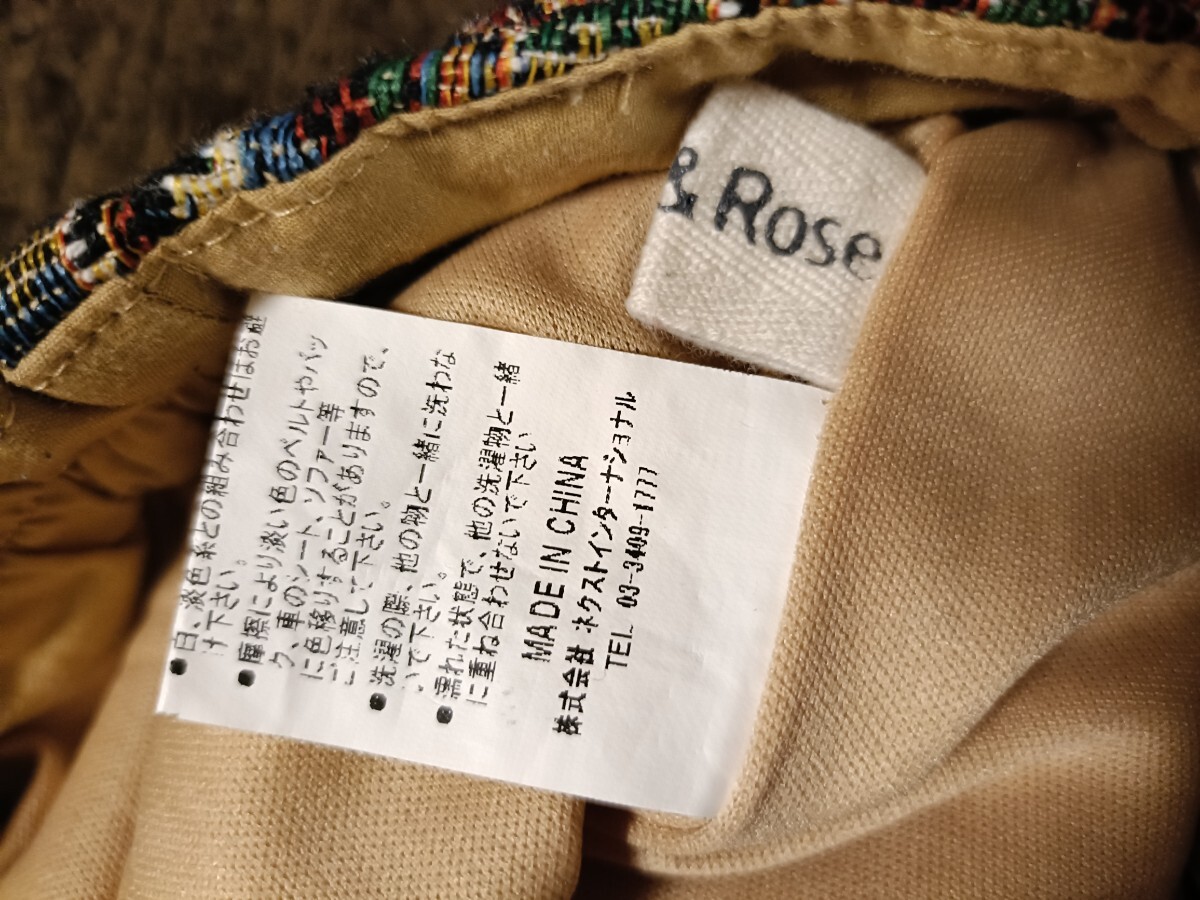 & Rose
●白、淡色系との組み合わせはお避
け下さい。
●摩擦により淡い色のベルトやバッ
ク、車のシート、ソファー等
に色移りすることがありますので、
ご注意して下さい。
●洗濯の際、他の物と一緒に洗わな
いで下さい。
●濡れた状態で、他の洗濯物と一緒
に重ね合わせないで下さい
MADE IN CHINA
株式会社 ネクストインターナショナル
TEL 03-3409-1777